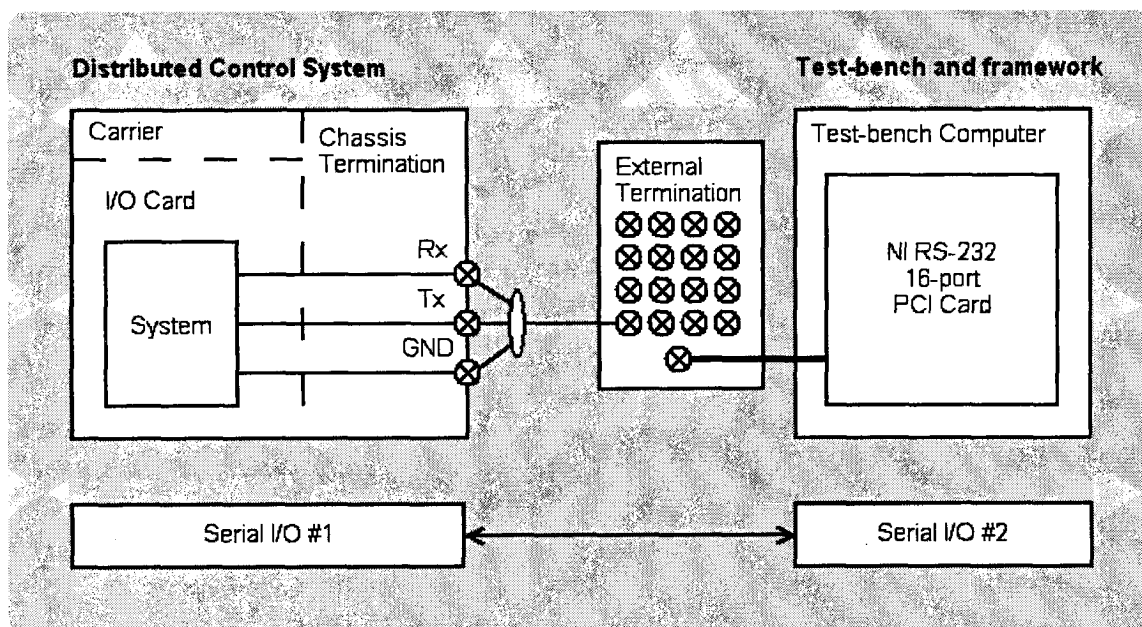 Distributed Control System
Test-bench and framework
Carrier
Chassis
Termination
I/O Card
System
Rx
Tx
GND
External
Termination
Test-bench Computer
NI RS-232
16-port
PCI Card
Serial I/O #1
Serial I/O #2